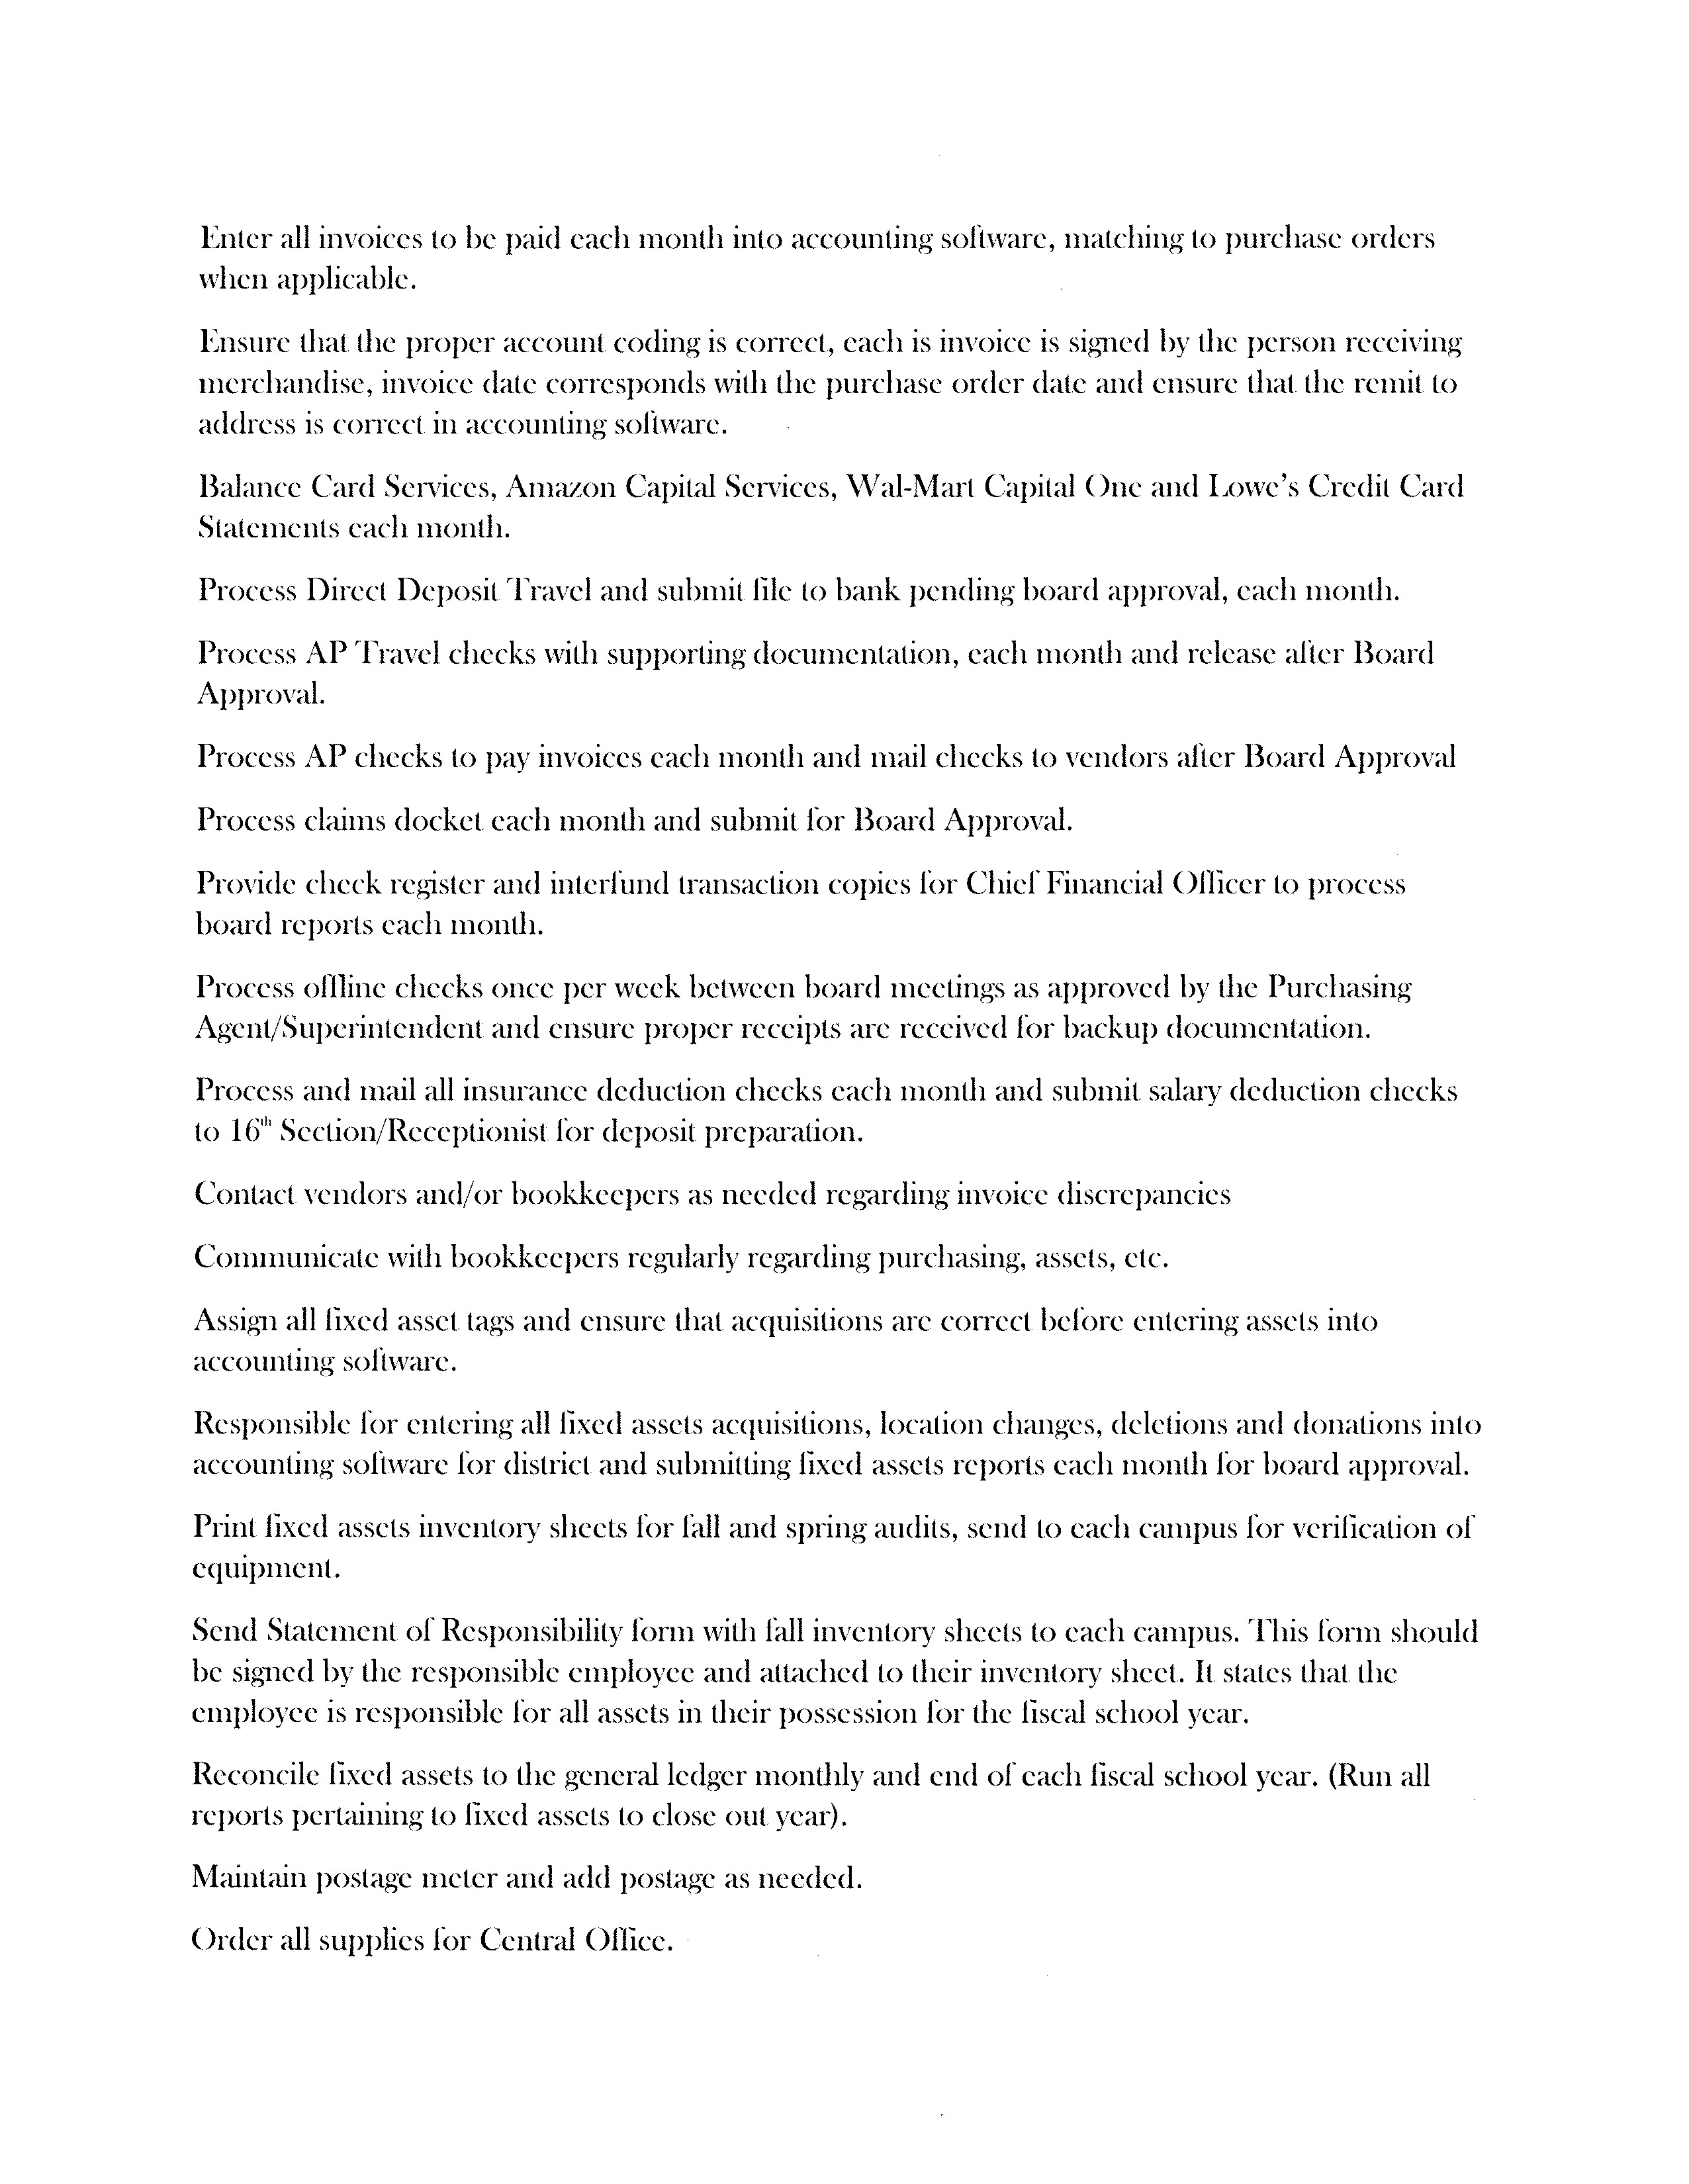 Enter all invoices to be paid each month into accounting software, matching to purchase orders
when applicable.
Ensure that the proper account coding is correct, each is invoice is signed by the person receiving
merchandise, invoice date corresponds with the purchase order date and ensure that the remit to
address is correct in accounting software.
Balance Card Services, Amazon Capital Services, Wal-Mart Capital One and Lowe's Credit Card
Statements each month.
Process Direct Deposit Travel and submit file to bank pending board approval, each month.
Process AP Travel checks with supporting documentation, each month and release after Board
Approval.
Process AP checks to pay invoices each month and mail checks to vendors after Board Approval
Process claims docket each month and submit for Board Approval.
Provide check register and interfund transaction copies for Chief Financial Officer to process
board reports each month.
Process offline checks once per week between board meetings as approved by the Purchasing
Agent/Superintendent and ensure proper receipts are received for backup documentation.
Process and mail all insurance deduction checks each month and submit salary deduction checks
to 16th Section/Receptionist for deposit preparation.
Contact vendors and/or bookkeepers as needed regarding invoice discrepancies
Communicate with bookkeepers regularly regarding purchasing, assets, etc.
Assign all fixed asset tags and ensure that acquisitions are correct before entering assets into
accounting software.
Responsible for entering all fixed assets acquisitions, location changes, deletions and donations into
accounting software for district and submitting fixed assets reports each month for board approval.
Print fixed assets inventory sheets for fall and spring audits, send to each campus for verification of
equipment.
Send Statement of Responsibility form with fall inventory sheets to each campus. This form should
be signed by the responsible employee and attached to their inventory sheet. It states that the
employee is responsible for all assets in their possession for the fiscal school year.
Reconcile fixed assets to the general ledger monthly and end of each fiscal school year. (Run all
reports pertaining to fixed assets to close out year).
Maintain postage meter and add postage as needed.
Order all supplies for Central Office.